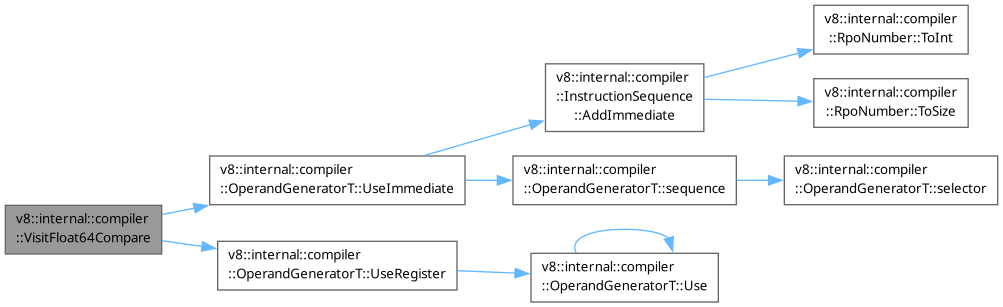 v8::internal::compiler
::RpoNumber::ToInt
v8::internal::compiler
::InstructionSequence
::AddImmediate
v8::internal::compiler
::RpoNumber::ToSize
v8::internal::compiler
::OperandGeneratorT::UseImmediate
v8::internal::compiler
::OperandGeneratorT::sequence
v8::internal::compiler
::OperandGeneratorT::selector
v8::internal::compiler
::VisitFloat64Compare
v8::internal::compiler
::OperandGeneratorT::UseRegister
v8::internal::compiler
::OperandGeneratorT::Use